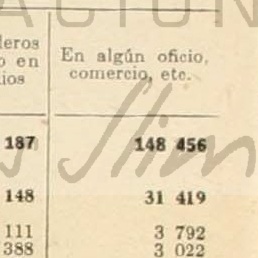 deros En algún oficio,
o en comercio, etc.
ios
187 148 456
148 31 419
111 3 792
388 3 022